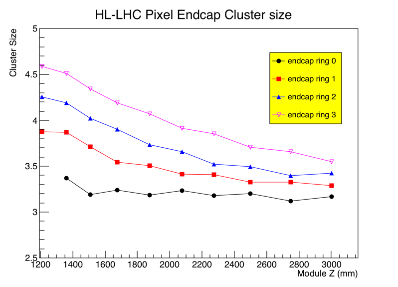 HL-LHC Pixel Endcap Cluster size
Cluster Size
5
4.5
4
3.5
3
2.5
endcap ring 0
endcap ring 1
endcap ring 2
endcap ring 3
1200 1400 1600 1800 2000 2200 2400 2600 2800 3000
Module Z (mm)